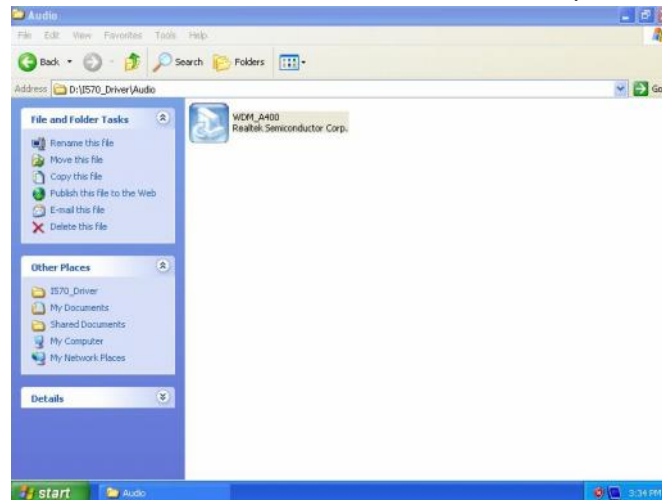 Audio
File Edit View Favorites Tools Help
Back Search Folders
Address D:\I570_Driver\Audio Go
File and Folder Tasks
Rename this file
Move this file
Copy this file
Publish this file to the Web
E-mail this file
Delete this file
Other Places
I570_Driver
My Documents
Shared Documents
My Computer
My Network Places
Details
WDM_A400
Realtek Semiconductor Corp.
start Audio 3:34 PM